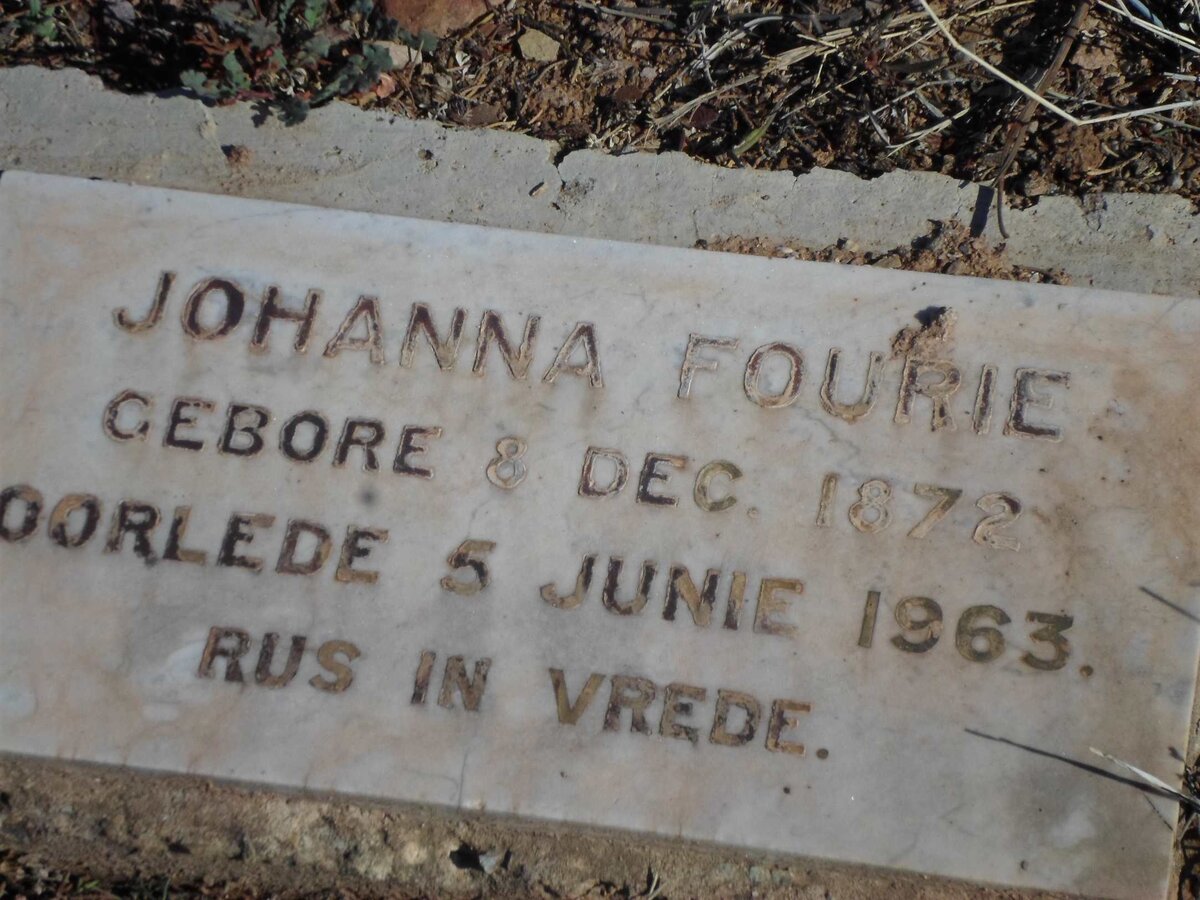 JOHANNA FOURIE
GEBORE 8 DEC. 1872
OORLEDE 5 JUNIE 1963.
RUS IN VREDE.